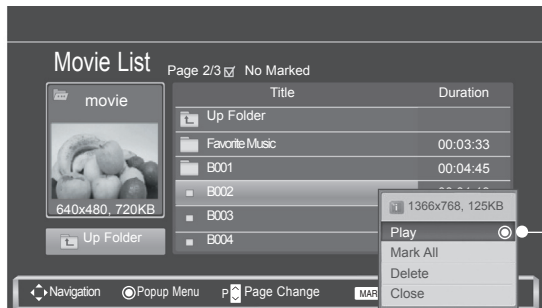 Movie List
Page 2/3 No Marked
movie
640x480, 720KB
Up Folder
Title Duration
Up Folder
Favorite Music 00:03:33
B001 00:04:45
B002
B003
B004
1366x768, 125KB
Play
Mark All
Delete
Close
Navigation Popup Menu P Page Change MAR